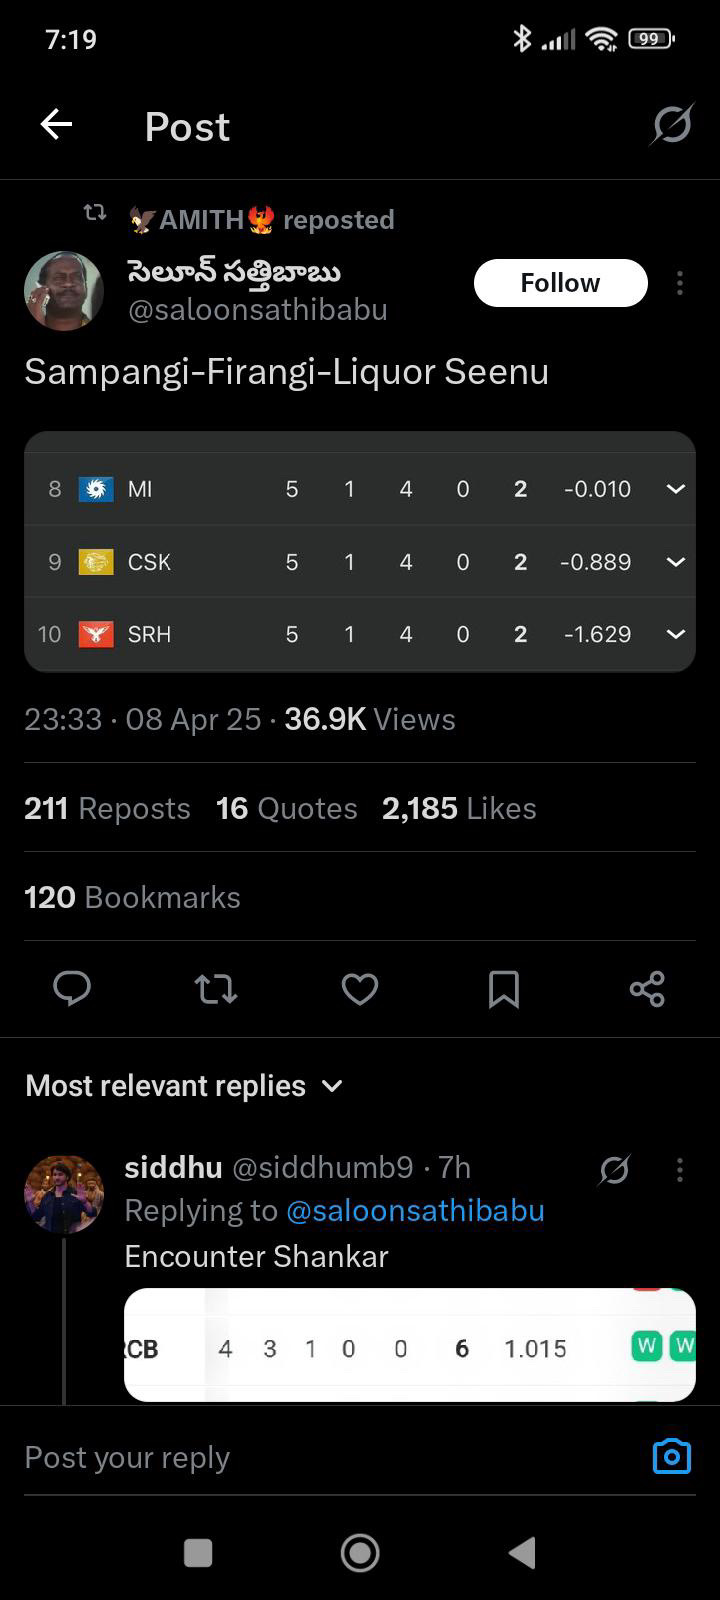 7:19
99
Post
🦅AMITH🐦‍🔥 reposted
సెలూన్ సత్తిబాబు
@saloonsathibabu
Follow
Sampangi-Firangi-Liquor Seenu
8 MI 5 1 4 0 2 -0.010
9 CSK 5 1 4 0 2 -0.889
10 SRH 5 1 4 0 2 -1.629
23:33 · 08 Apr 25 · 36.9K Views
211 Reposts 16 Quotes 2,185 Likes
120 Bookmarks
Most relevant replies
siddhu @siddhumb9 · 7h
Replying to @saloonsathibabu
Encounter Shankar
RCB 4 3 1 0 0 6 1.015 W W
Post your reply